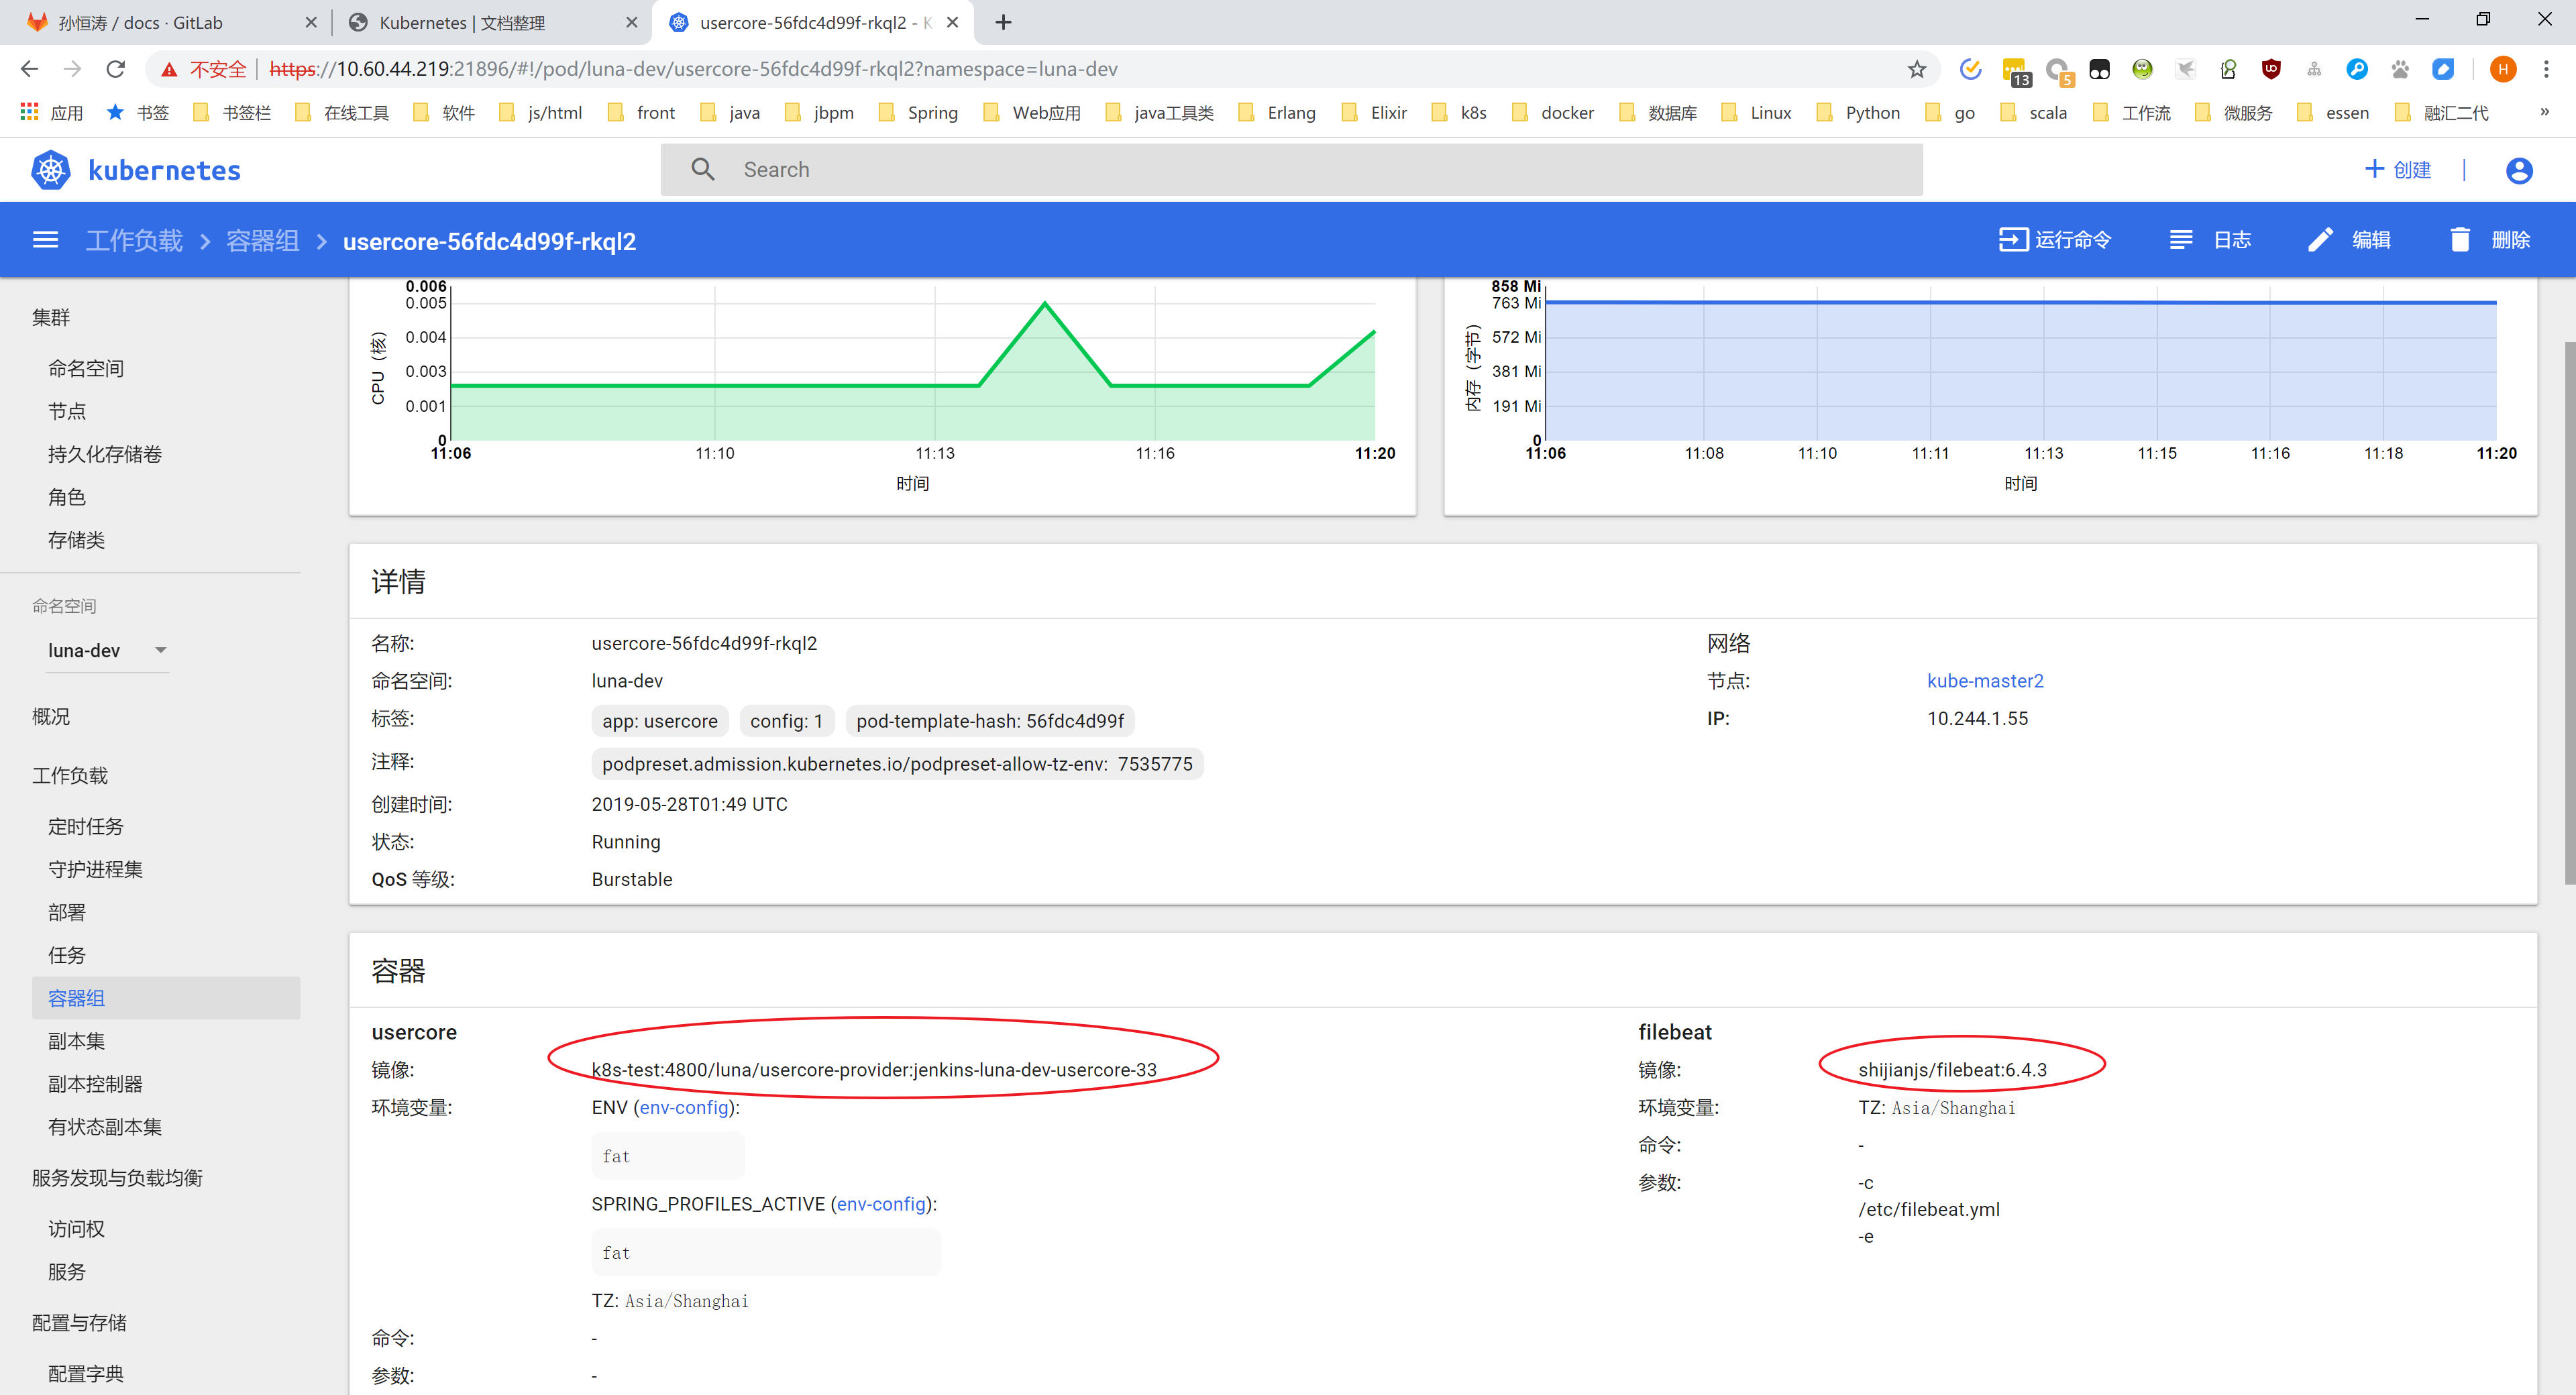 孙恒涛 / docs · GitLab
Kubernetes | 文档整理
usercore-56fdc4d99f-rkql2 - K
不安全
https://10.60.44.219:21896/#!/pod/luna-dev/usercore-56fdc4d99f-rkql2?namespace=luna-dev
13
5
H
应用
书签
书签栏
在线工具
软件
js/html
front
java
jbpm
Spring
Web应用
java工具类
Erlang
Elixir
k8s
docker
数据库
Linux
Python
go
scala
工作流
微服务
essen
融汇二代
»
kubernetes
Search
创建
工作负载
容器组
usercore-56fdc4d99f-rkql2
运行命令
日志
编辑
删除
集群
命名空间
节点
持久化存储卷
角色
存储类
命名空间
luna-dev
概况
工作负载
定时任务
守护进程集
部署
任务
容器组
副本集
副本控制器
有状态副本集
服务发现与负载均衡
访问权
服务
配置与存储
配置字典
CPU (核)
0.006
0.005
0.004
0.003
0.001
0
11:06
11:10
11:13
11:16
11:20
时间
内存 (字节)
858 Mi
763 Mi
572 Mi
381 Mi
191 Mi
0
11:06
11:08
11:10
11:11
11:13
11:15
11:16
11:18
11:20
时间
详情
名称: usercore-56fdc4d99f-rkql2
命名空间: luna-dev
标签: app: usercore config: 1 pod-template-hash: 56fdc4d99f
注释: podpreset.admission.kubernetes.io/podpreset-allow-tz-env: 7535775
创建时间: 2019-05-28T01:49 UTC
状态: Running
QoS 等级: Burstable
网络
节点: kube-master2
IP: 10.244.1.55
容器
usercore
镜像: k8s-test:4800/luna/usercore-provider:jenkins-luna-dev-usercore-33
环境变量: ENV (env-config):
fat
SPRING_PROFILES_ACTIVE (env-config):
fat
TZ: Asia/Shanghai
命令: -
参数: -
filebeat
镜像: shijianjs/filebeat:6.4.3
环境变量: TZ: Asia/Shanghai
命令: -
参数: -c
/etc/filebeat.yml
-e